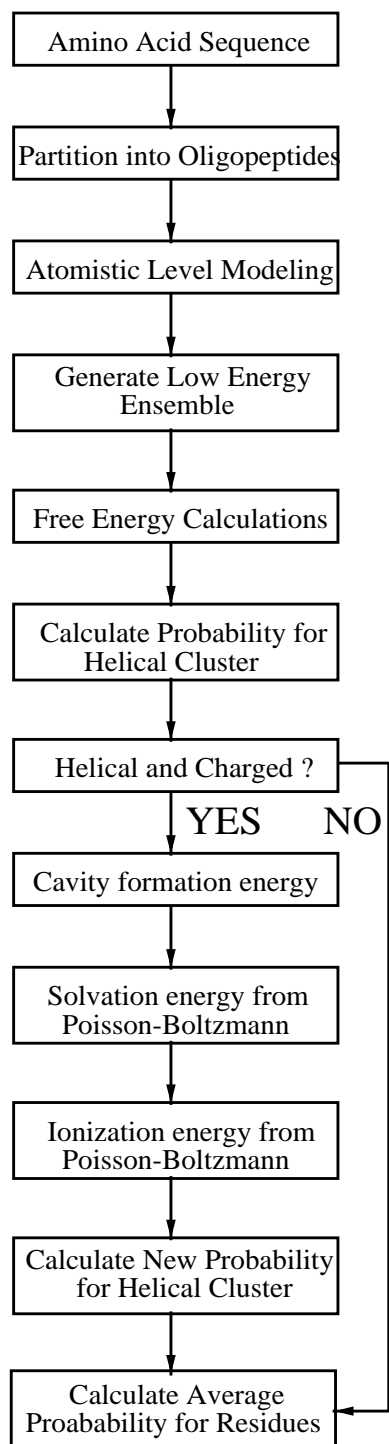 Amino Acid Sequence
Partition into Oligopeptides
Atomistic Level Modeling
Generate Low Energy
Ensemble
Free Energy Calculations
Calculate Probability for
Helical Cluster
Helical and Charged ?
YES NO
Cavity formation energy
Solvation energy from
Poisson-Boltzmann
Ionization energy from
Poisson-Boltzmann
Calculate New Probability
for Helical Cluster
Calculate Average
Proabability for Residues